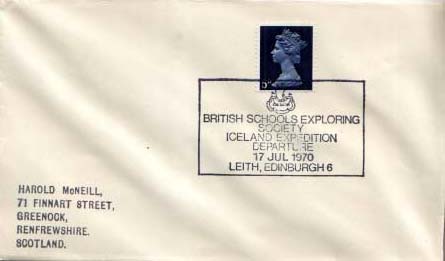 5D
BRITISH SCHOOLS EXPLORING
SOCIETY
ICELAND EXPEDITION
DEPARTURE
17 JUL 1970
LEITH, EDINBURGH 6
HAROLD McNEILL,
71 FINNART STREET,
GREENOCK,
RENFREWSHIRE.
SCOTLAND.